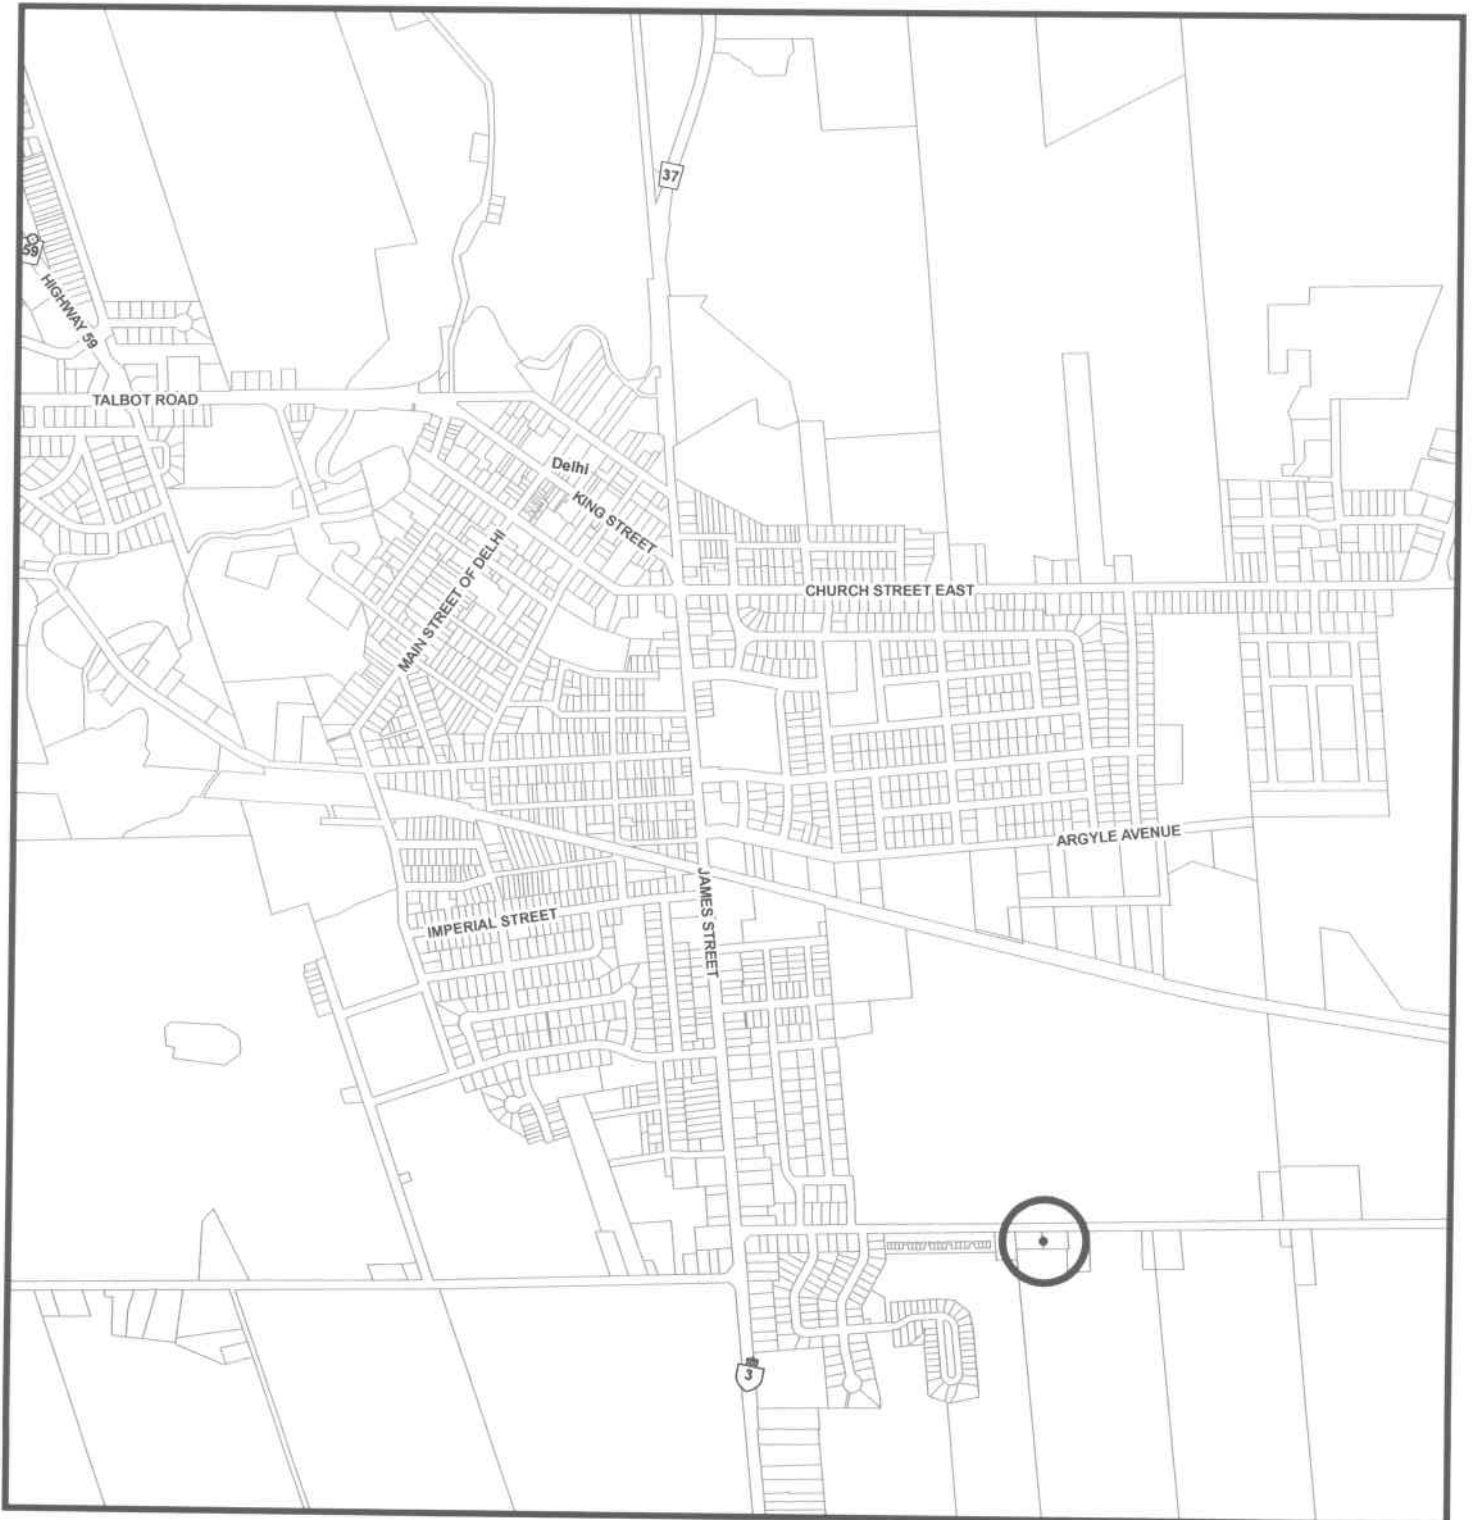 37
59
HIGHWAY 59
TALBOT ROAD
Delhi
KING STREET
MAIN STREET OF DELHI
CHURCH STREET EAST
ARGYLE AVENUE
JAMES STREET
IMPERIAL STREET
3